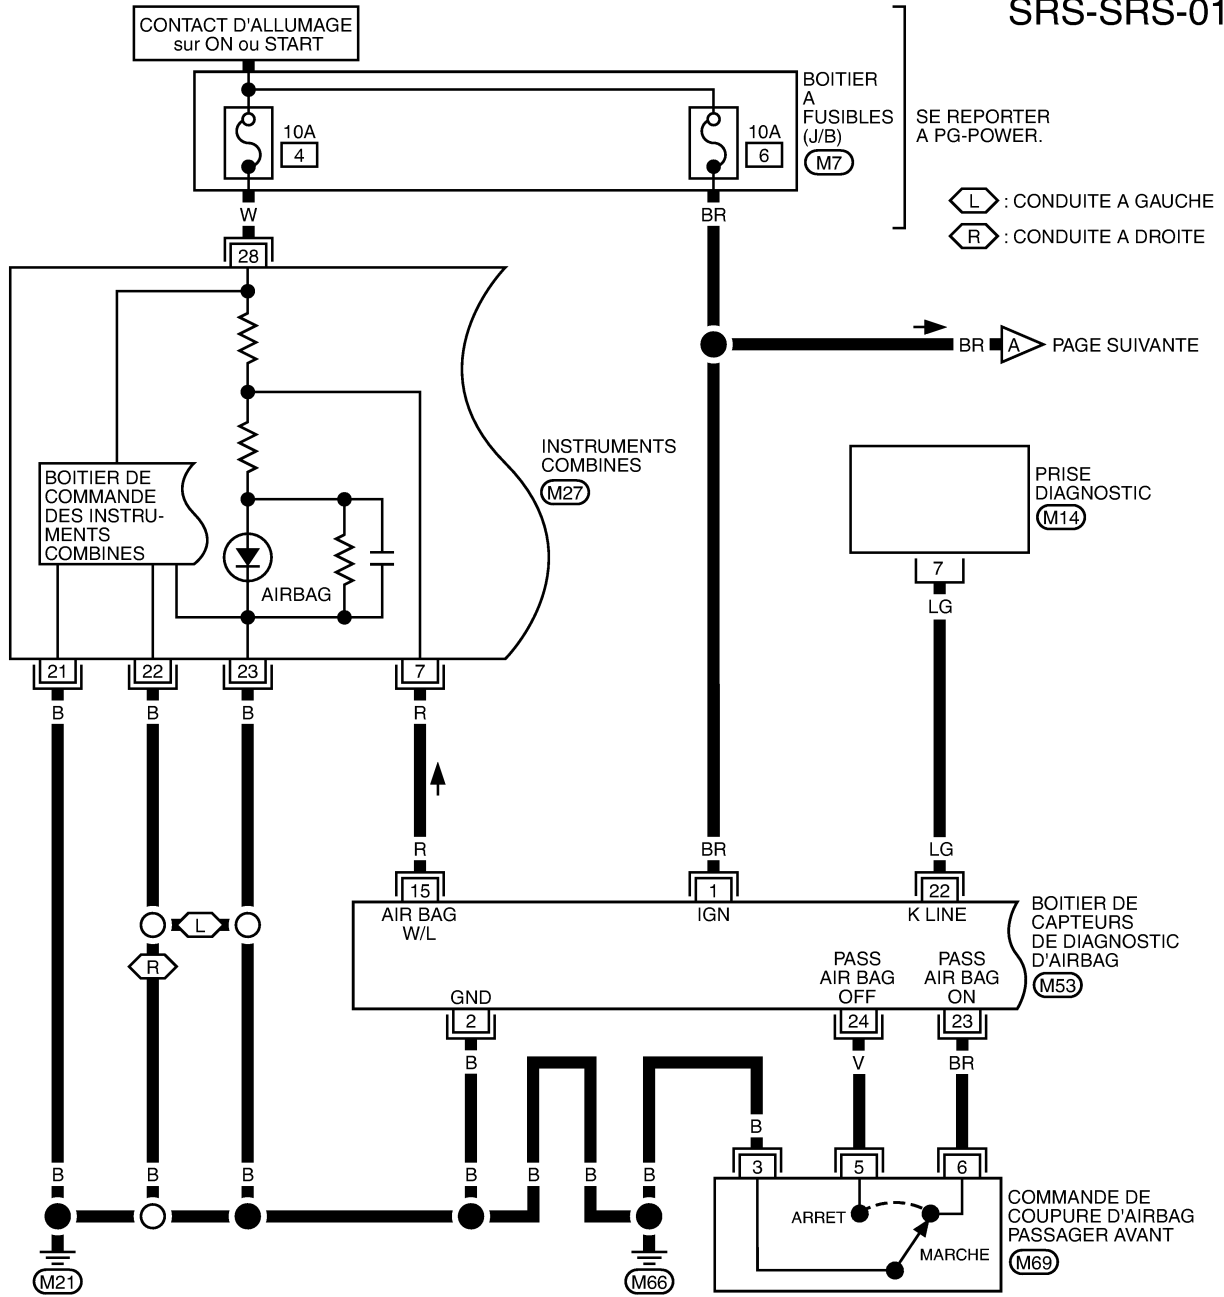 SRS-SRS-01
CONTACT D'ALLUMAGE
sur ON ou START
BOITIER
A
FUSIBLES
(J/B)
M7
SE REPORTER
A PG-POWER.
10A
4
10A
6
L : CONDUITE A GAUCHE
R : CONDUITE A DROITE
W
BR
28
BR
A
PAGE SUIVANTE
INSTRUMENTS
COMBINES
M27
BOITIER DE
COMMANDE
DES INSTRU-
MENTS
COMBINES
AIRBAG
PRISE
DIAGNOSTIC
M14
7
LG
21
22
23
7
B
B
B
R
R
BR
LG
15
1
22
AIR BAG
W/L
IGN
K LINE
BOITIER DE
CAPTEURS
DE DIAGNOSTIC
D'AIRBAG
M53
L
R
GND
PASS
AIR BAG
OFF
PASS
AIR BAG
ON
2
24
23
B
V
BR
B
3
5
6
B
B
B
B
B
B
B
ARRET
MARCHE
COMMANDE DE
COUPURE D'AIRBAG
PASSAGER AVANT
M69
M21
M66